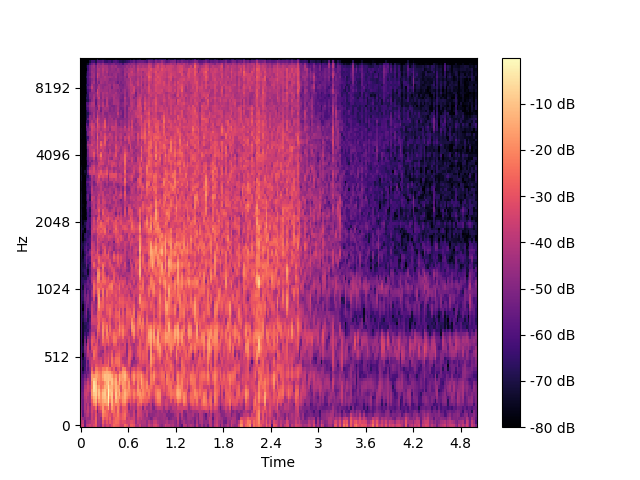 8192
4096
2048
1024
512
0
Hz
0 0.6 1.2 1.8 2.4 3 3.6 4.2 4.8
Time
-10 dB
-20 dB
-30 dB
-40 dB
-50 dB
-60 dB
-70 dB
-80 dB